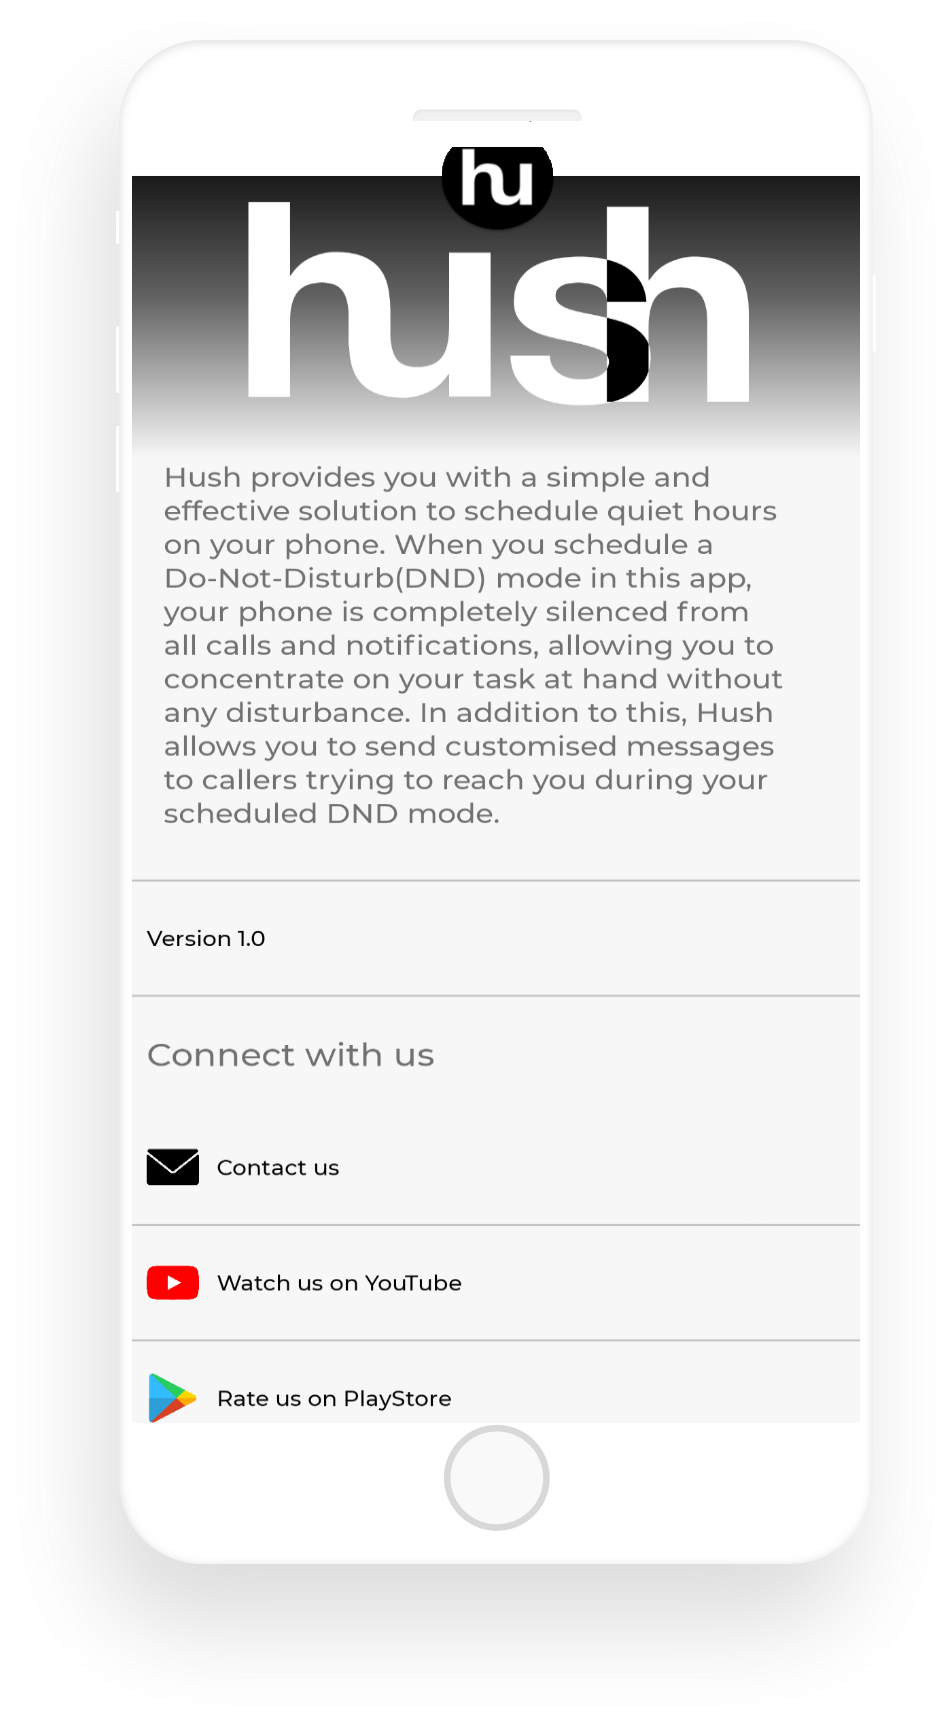 hu
hush
Hush provides you with a simple and
effective solution to schedule quiet hours
on your phone. When you schedule a
Do-Not-Disturb(DND) mode in this app,
your phone is completely silenced from
all calls and notifications, allowing you to
concentrate on your task at hand without
any disturbance. In addition to this, Hush
allows you to send customised messages
to callers trying to reach you during your
scheduled DND mode.
Version 1.0
Connect with us
Contact us
Watch us on YouTube
Rate us on PlayStore